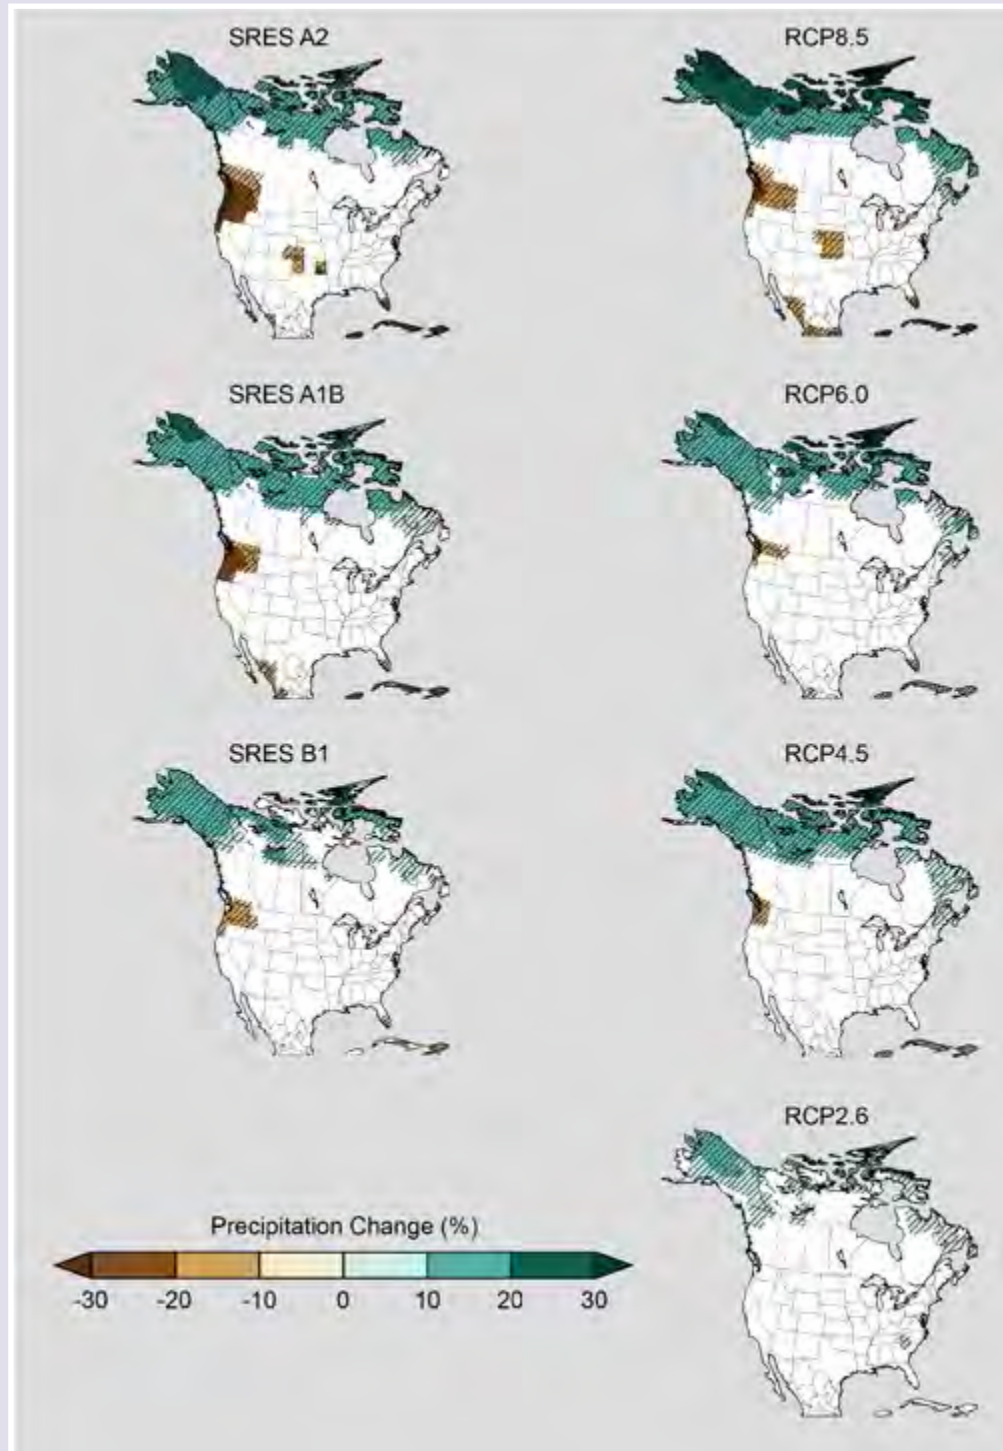 SRES A2
RCP8.5
SRES A1B
RCP6.0
SRES B1
RCP4.5
RCP2.6
Precipitation Change (%)
-30 -20 -10 0 10 20 30